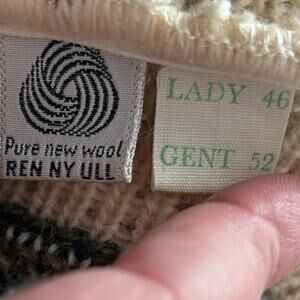 Pure new wool
REN NY ULL
LADY 46
GENT 52